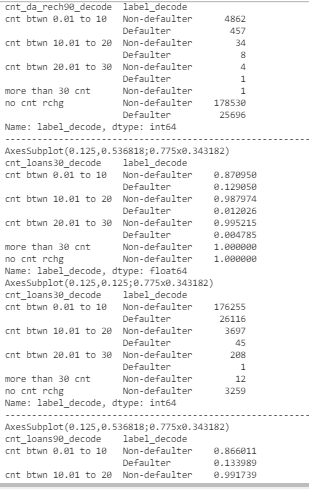 cnt_da_rech90_decode  label_decode
cnt btwn 0.01 to 10   Non-defaulter      4862
                      Defaulter           457
cnt btwn 10.01 to 20  Non-defaulter        34
                      Defaulter             8
cnt btwn 20.01 to 30  Non-defaulter         4
                      Defaulter             1
more than 30 cnt      Non-defaulter         1
no cnt rchg           Non-defaulter    178530
                      Defaulter         25696
Name: label_decode, dtype: int64
------------------------------------------------------
AxesSubplot(0.125,0.536818;0.775x0.343182)
cnt_loans30_decode    label_decode
cnt btwn 0.01 to 10   Non-defaulter    0.870950
                      Defaulter        0.129050
cnt btwn 10.01 to 20  Non-defaulter    0.987974
                      Defaulter        0.012026
cnt btwn 20.01 to 30  Non-defaulter    0.995215
                      Defaulter        0.004785
more than 30 cnt      Non-defaulter    1.000000
no cnt rchg           Non-defaulter    1.000000
Name: label_decode, dtype: float64
AxesSubplot(0.125,0.125;0.775x0.343182)
cnt_loans30_decode    label_decode
cnt btwn 0.01 to 10   Non-defaulter    176255
                      Defaulter         26116
cnt btwn 10.01 to 20  Non-defaulter      3697
                      Defaulter            45
cnt btwn 20.01 to 30  Non-defaulter       208
                      Defaulter             1
more than 30 cnt      Non-defaulter        12
no cnt rchg           Non-defaulter      3259
Name: label_decode, dtype: int64
------------------------------------------------------
AxesSubplot(0.125,0.536818;0.775x0.343182)
cnt_loans90_decode    label_decode
cnt btwn 0.01 to 10   Non-defaulter    0.866011
                      Defaulter        0.133989
cnt btwn 10.01 to 20  Non-defaulter    0.991739